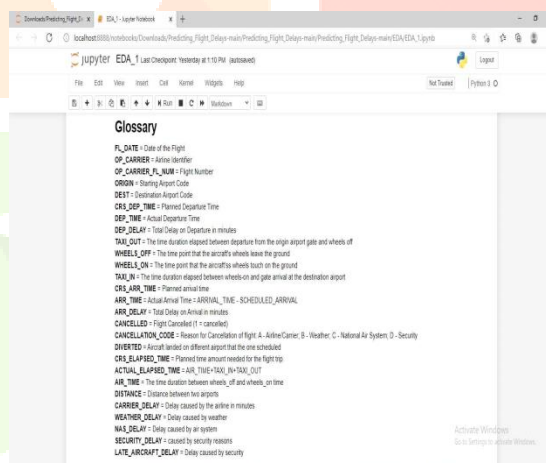 Downloads/Predicting_Flight_D
EDA_1 - Jupyter Notebook
localhost:8888/notebooks/Downloads/Predicting_Flight_Delays-main/Predicting_Flight_Delays-main/EDA/EDA_1.ipynb
jupyter EDA_1 Last Checkpoint: Yesterday at 1:10 PM (autosaved)
Logout
File Edit View Insert Cell Kernel Widgets Help
Not Trusted Python 3
Run Markdown
Glossary
FL_DATE = Date of the Flight
OP_CARRIER = Airline Identifier
OP_CARRIER_FL_NUM = Flight Number
ORIGIN = Starting Airport Code
DEST = Destination Airport Code
CRS_DEP_TIME = Planned Departure Time
DEP_TIME = Actual Departure Time
DEP_DELAY = Total Delay on Departure in minutes
TAXI_OUT = The time duration elapsed between departure from the origin airport gate and wheels off
WHEELS_OFF = The time point that the aircraft's wheels leave the ground
WHEELS_ON = The time point that the aircraft'ss wheels touch on the ground
TAXI_IN = The time duration elapsed between wheels-on and gate arrival at the destination airport
CRS_ARR_TIME = Planned arrival time
ARR_TIME = Actual Arrival Time = ARRIVAL_TIME - SCHEDULED_ARRIVAL
ARR_DELAY = Total Delay on Arrival in minutes
CANCELLED = Flight Cancelled (1 = cancelled)
CANCELLATION_CODE = Reason for Cancellation of flight: A - Airline/Carrier; B - Weather; C - National Air System; D - Security
DIVERTED = Aircraft landed on different airport that the one scheduled
CRS_ELAPSED_TIME = Planned time amount needed for the flight trip
ACTUAL_ELAPSED_TIME = AIR_TIME+TAXI_IN+TAXI_OUT
AIR_TIME = The time duration between wheels_off and wheels_on time
DISTANCE = Distance between two airports
CARRIER_DELAY = Delay caused by the airline in minutes
WEATHER_DELAY = Delay caused by weather
NAS_DELAY = Delay caused by air system
SECURITY_DELAY = caused by security reasons
LATE_AIRCRAFT_DELAY = Delay caused by security
Activate Windows
Go to Settings to activate Windows.